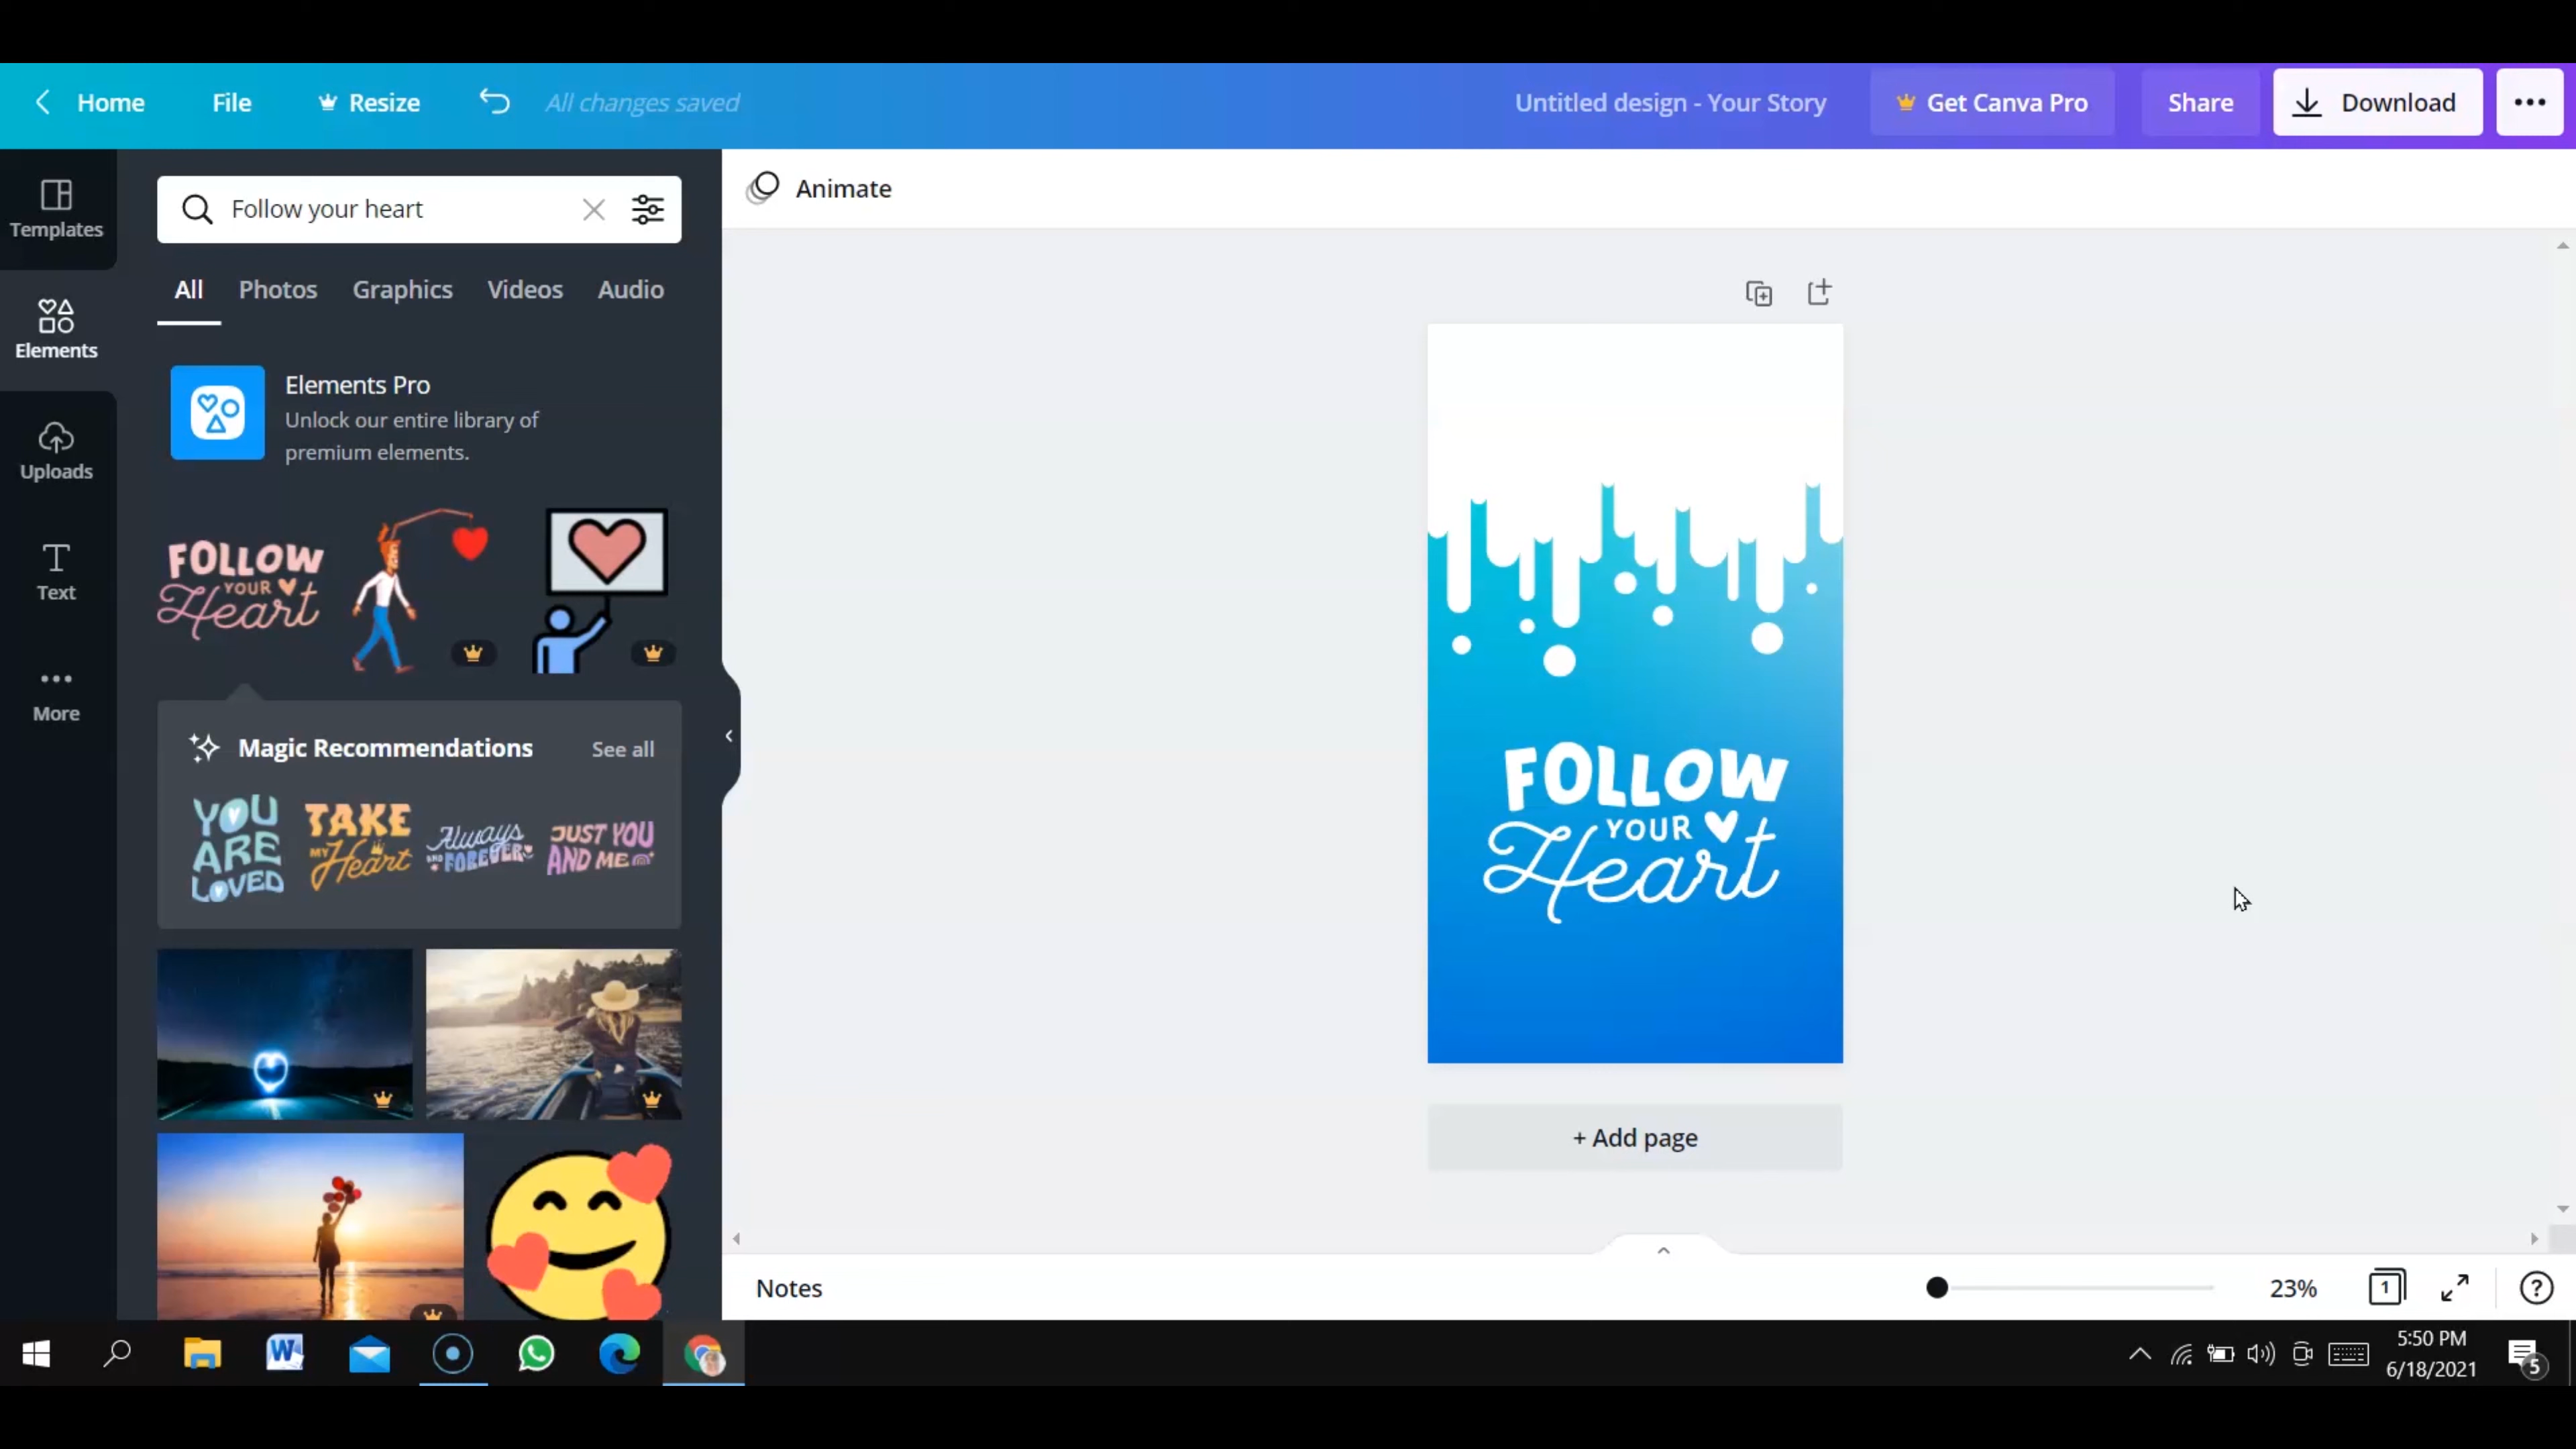 Home
File
Resize
All changes saved
Untitled design - Your Story
Get Canva Pro
Share
Download
Templates
Elements
Uploads
Text
More
Follow your heart
All
Photos
Graphics
Videos
Audio
Elements Pro
Unlock our entire library of
premium elements.
FOLLOW
YOUR
Heart
Magic Recommendations
See all
YOU
ARE
LOVED
TAKE
MY
Heart
Always
AND FOREVER
JUST YOU
AND ME
Animate
FOLLOW
YOUR
Heart
+ Add page
Notes
23%
1
?
W
5:50 PM
6/18/2021
5